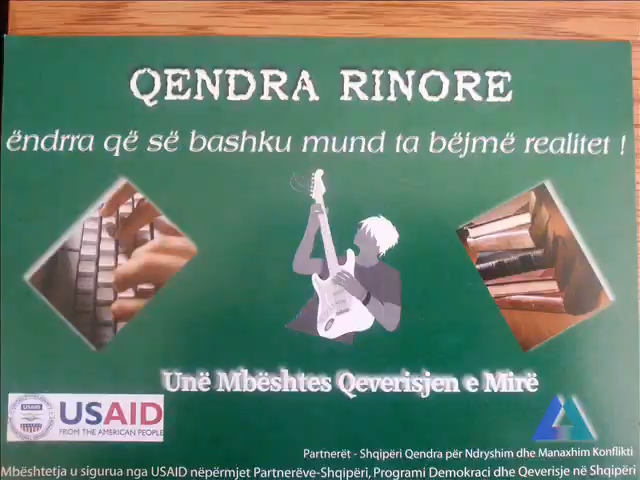 QENDRA RINORE
ëndrra që së bashku mund ta bëjmë realitet !
Unë Mbështes Qeverisjen e Mirë
USAID
FROM THE AMERICAN PEOPLE
Partnerët - Shqipëri Qendra për Ndryshim dhe Manaxhim Konflikti
Mbështetja u sigurua nga USAID nëpërmjet Partnerëve-Shqipëri, Programi Demokraci dhe Qeverisje në Shqipëri